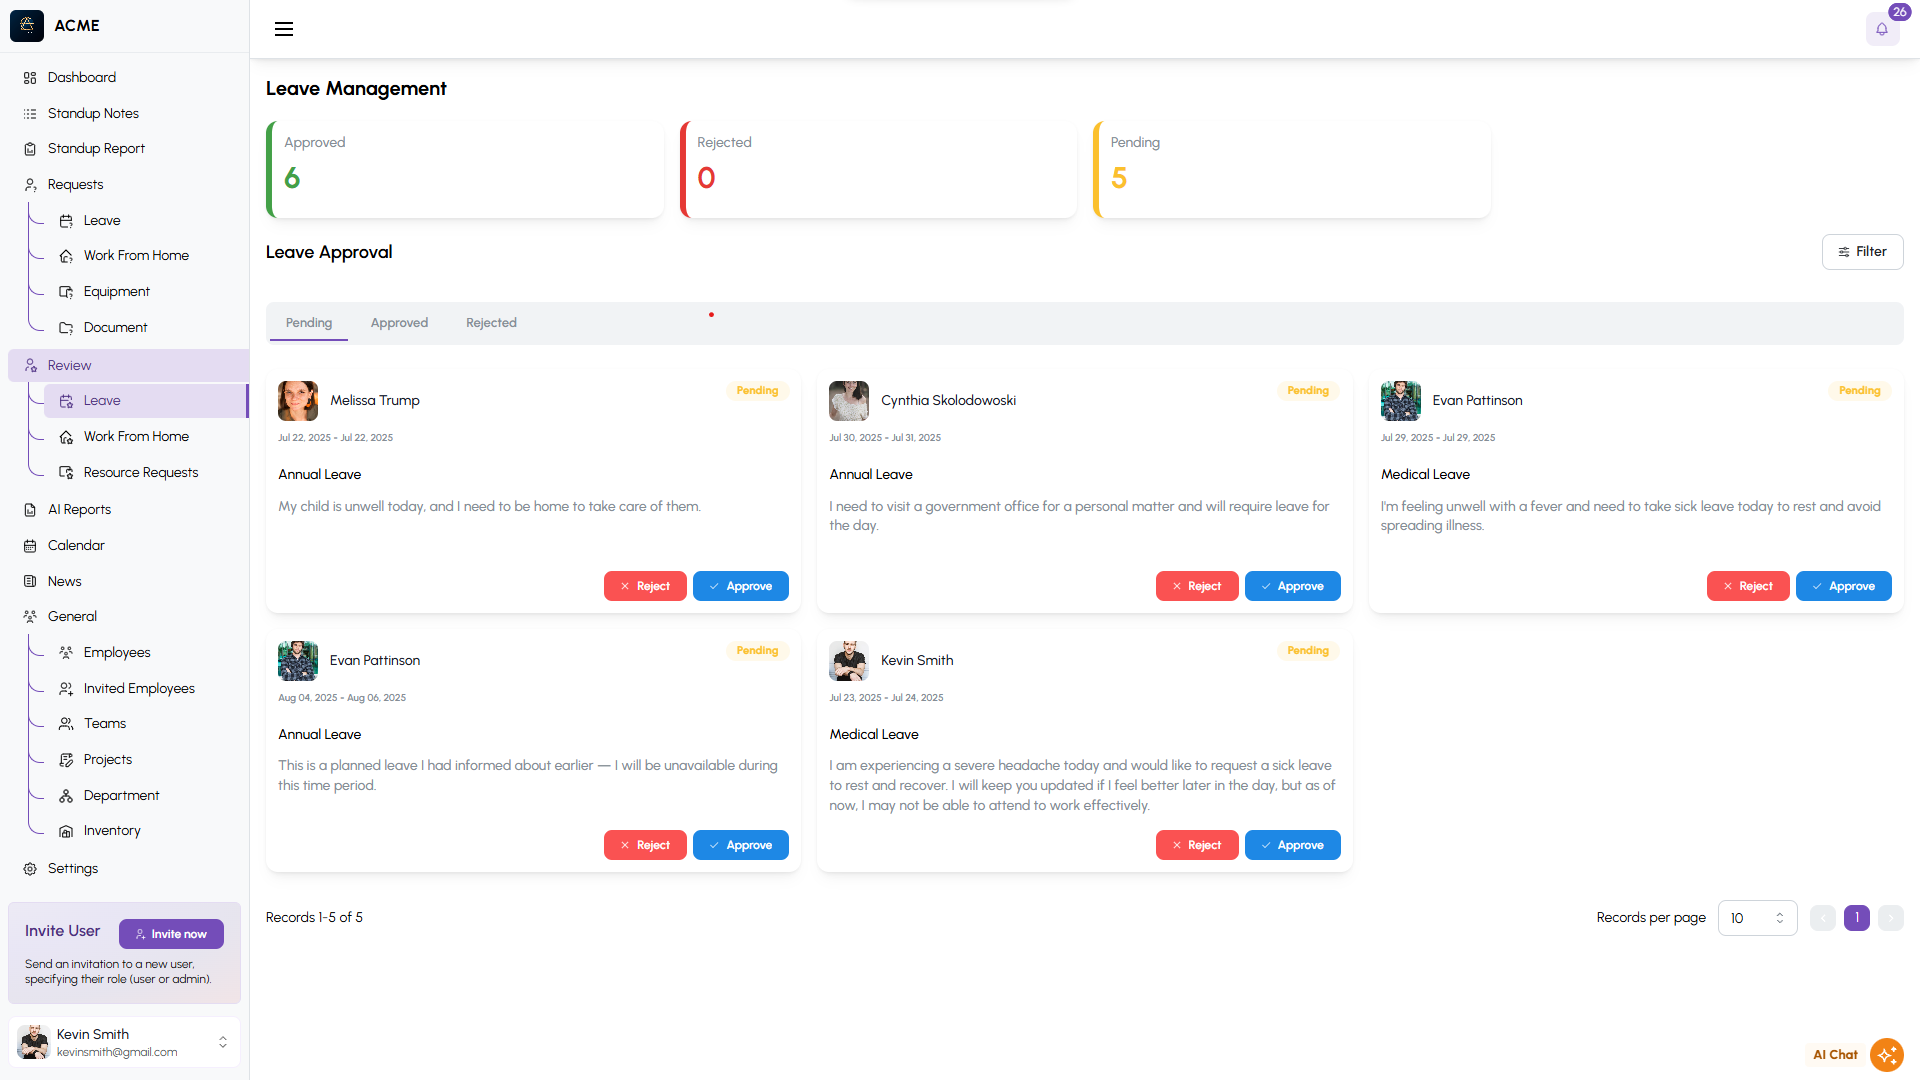 ACME
26
Dashboard
Standup Notes
Standup Report
Requests
Leave
Work From Home
Equipment
Document
Review
Leave
Work From Home
Resource Requests
AI Reports
Calendar
News
General
Employees
Invited Employees
Teams
Projects
Department
Inventory
Settings
Invite User
Invite now
Send an invitation to a new user,
specifying their role (user or admin).
Kevin Smith
kevinsmith@gmail.com
Leave Management
Approved
6
Rejected
0
Pending
5
Leave Approval
Filter
Pending Approved Rejected
Melissa Trump
Pending
Jul 22, 2025 - Jul 22, 2025
Annual Leave
My child is unwell today, and I need to be home to take care of them.
Reject Approve
Cynthia Skolodowoski
Pending
Jul 30, 2025 - Jul 31, 2025
Annual Leave
I need to visit a government office for a personal matter and will require leave for
the day.
Reject Approve
Evan Pattinson
Pending
Jul 29, 2025 - Jul 29, 2025
Medical Leave
I'm feeling unwell with a fever and need to take sick leave today to rest and avoid
spreading illness.
Reject Approve
Evan Pattinson
Pending
Aug 04, 2025 - Aug 06, 2025
Annual Leave
This is a planned leave I had informed about earlier — I will be unavailable during
this time period.
Reject Approve
Kevin Smith
Pending
Jul 23, 2025 - Jul 24, 2025
Medical Leave
I am experiencing a severe headache today and would like to request a sick leave
to rest and recover. I will keep you updated if I feel better later in the day, but as of
now, I may not be able to attend to work effectively.
Reject Approve
Records 1-5 of 5
Records per page 10 1
AI Chat